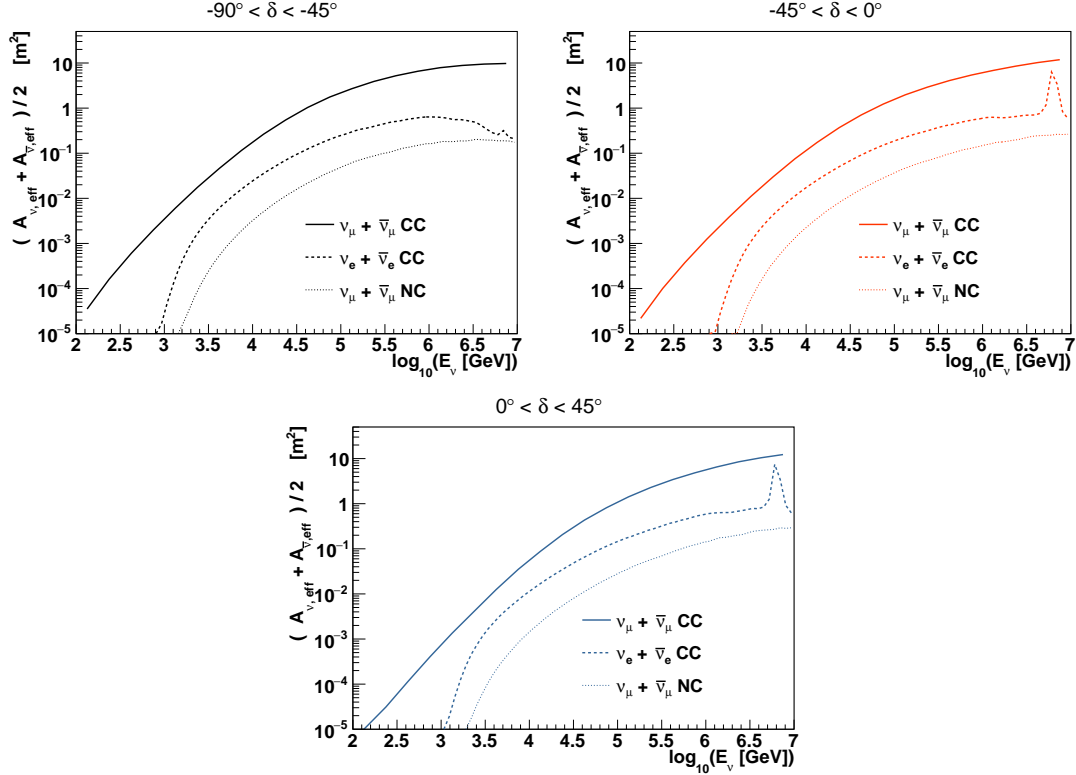 -90° < δ < -45°
( A_ν, eff + A_ν̅,eff ) / 2 [m²]
10
1
10⁻¹
10⁻²
10⁻³
10⁻⁴
10⁻⁵
ν_μ + ν̅_μ CC
ν_e + ν̅_e CC
ν_μ + ν̅_μ NC
2 2.5 3 3.5 4 4.5 5 5.5 6 6.5 7
log₁₀(E_ν [GeV])
-45° < δ < 0°
( A_ν, eff + A_ν̅,eff ) / 2 [m²]
10
1
10⁻¹
10⁻²
10⁻³
10⁻⁴
10⁻⁵
ν_μ + ν̅_μ CC
ν_e + ν̅_e CC
ν_μ + ν̅_μ NC
2 2.5 3 3.5 4 4.5 5 5.5 6 6.5 7
log₁₀(E_ν [GeV])
0° < δ < 45°
( A_ν, eff + A_ν̅,eff ) / 2 [m²]
10
1
10⁻¹
10⁻²
10⁻³
10⁻⁴
10⁻⁵
ν_μ + ν̅_μ CC
ν_e + ν̅_e CC
ν_μ + ν̅_μ NC
2 2.5 3 3.5 4 4.5 5 5.5 6 6.5 7
log₁₀(E_ν [GeV])